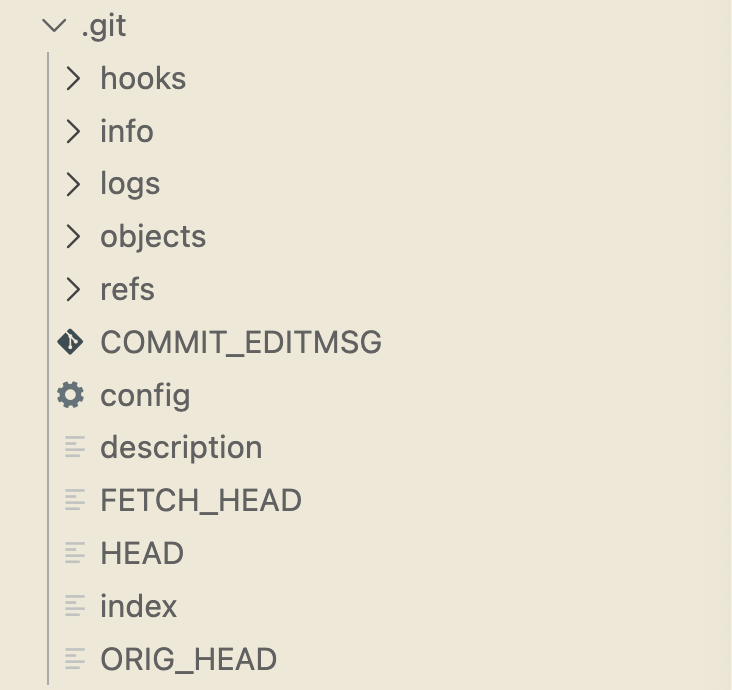 .git
hooks
info
logs
objects
refs
COMMIT_EDITMSG
config
description
FETCH_HEAD
HEAD
index
ORIG_HEAD